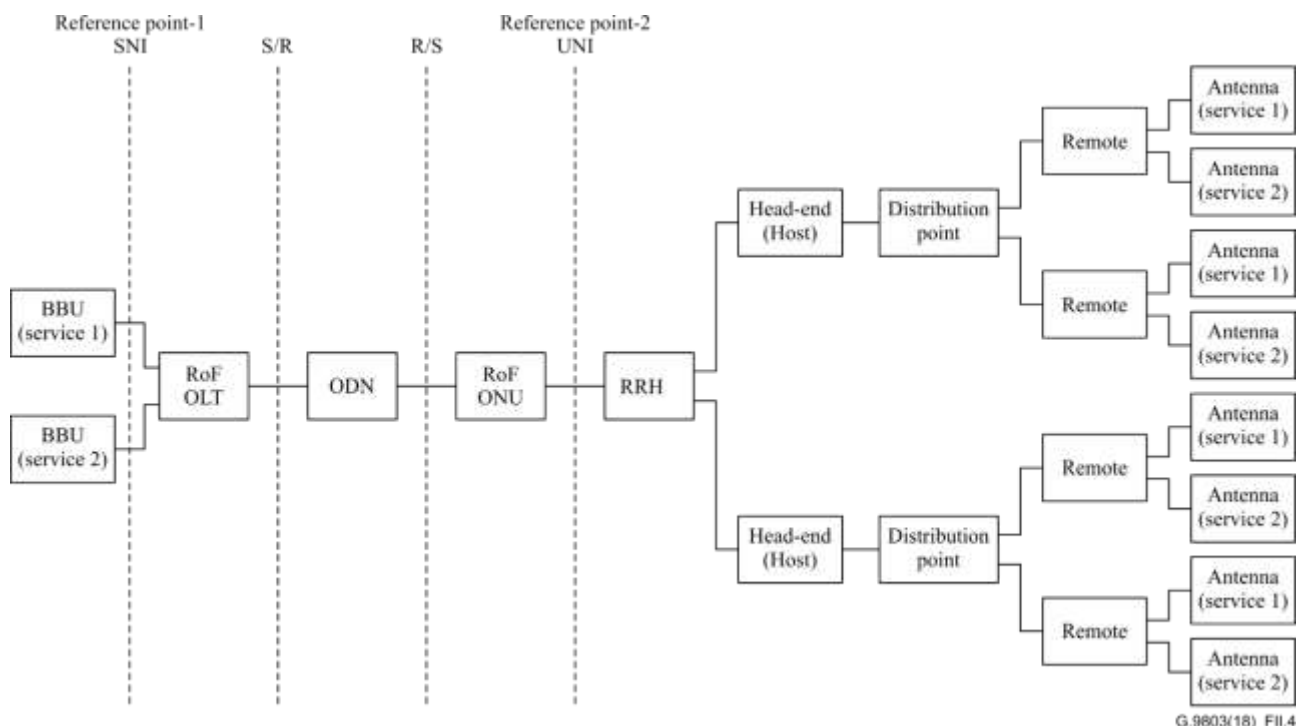 Reference point-1
SNI
S/R
R/S
Reference point-2
UNI
BBU
(service 1)
BBU
(service 2)
RoF
OLT
ODN
RoF
ONU
RRH
Head-end
(Host)
Distribution
point
Remote
Antenna
(service 1)
Antenna
(service 2)
Remote
Antenna
(service 1)
Antenna
(service 2)
Head-end
(Host)
Distribution
point
Remote
Antenna
(service 1)
Antenna
(service 2)
Remote
Antenna
(service 1)
Antenna
(service 2)
G.9803(18)_FII.4